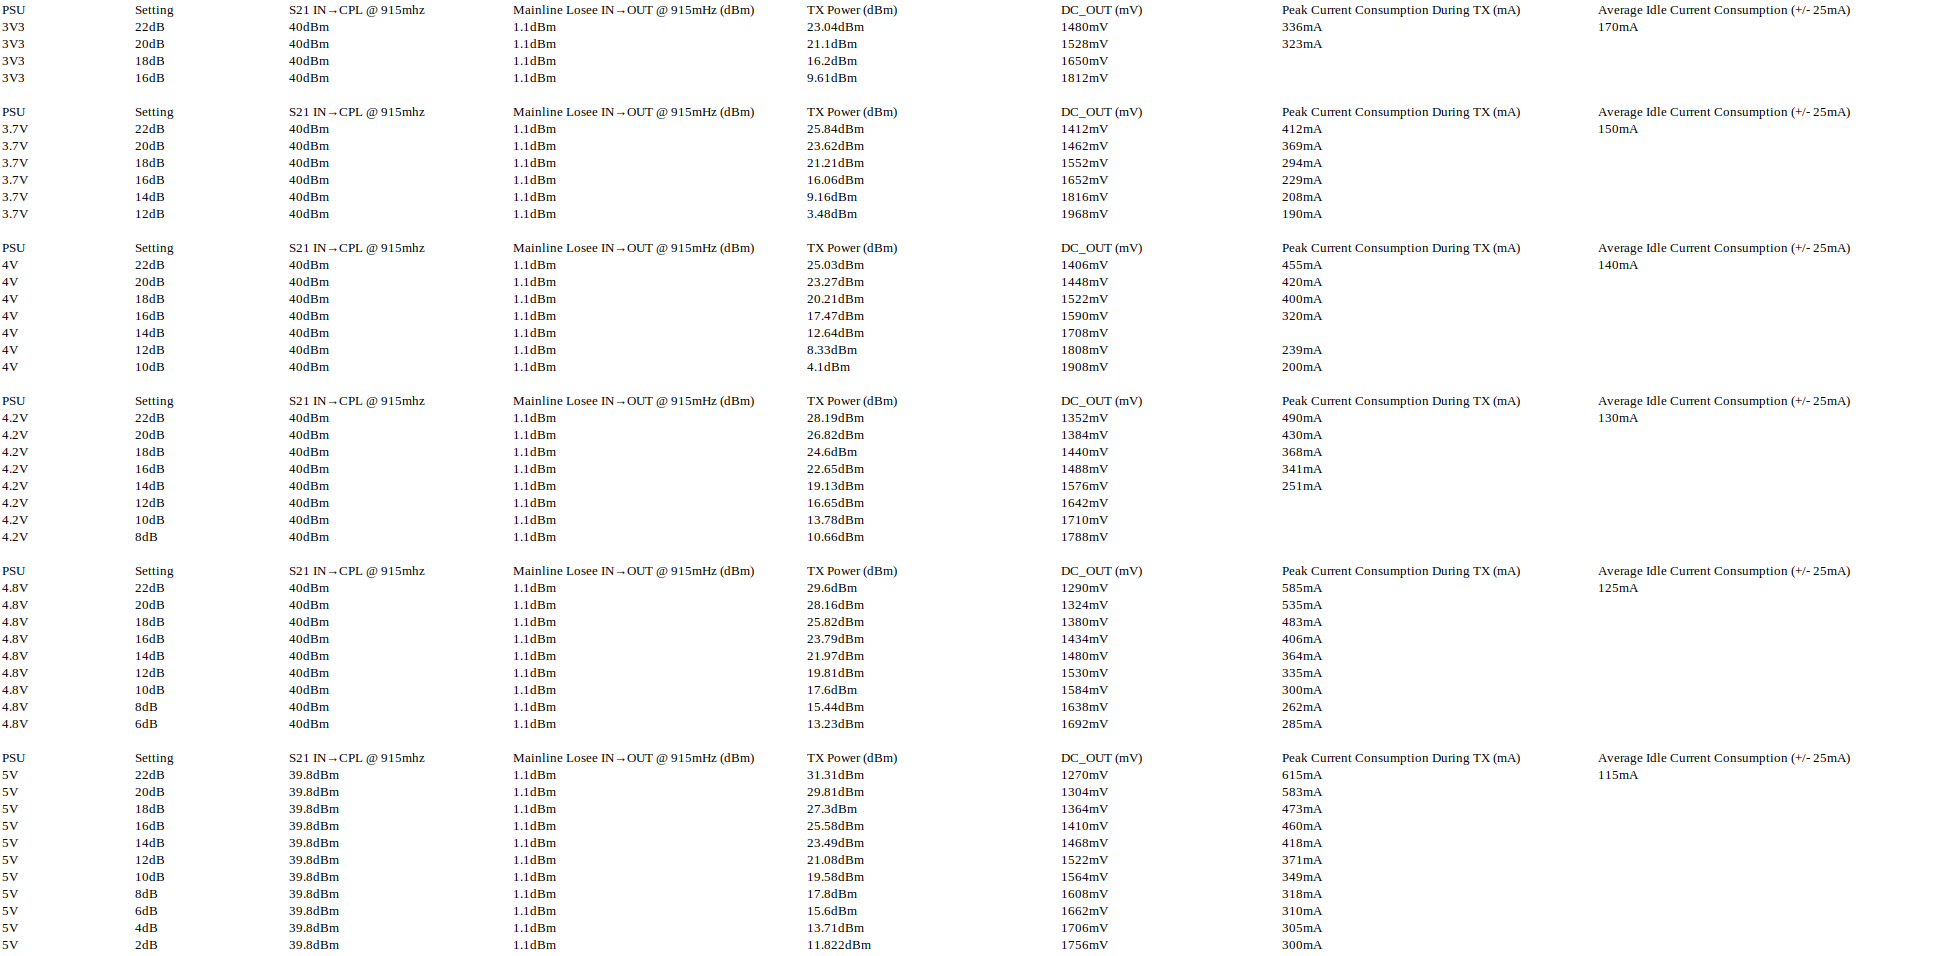 PSU Setting S21 IN→CPL @ 915mhz Mainline Losee IN→OUT @ 915mHz (dBm) TX Power (dBm) DC_OUT (mV) Peak Current Consumption During TX (mA) Average Idle Current Consumption (+/- 25mA)
3V3 22dB 40dBm 1.1dBm 23.04dBm 1480mV 336mA 170mA
3V3 20dB 40dBm 1.1dBm 21.1dBm 1528mV 323mA
3V3 18dB 40dBm 1.1dBm 16.2dBm 1650mV
3V3 16dB 40dBm 1.1dBm 9.61dBm 1812mV
PSU Setting S21 IN→CPL @ 915mhz Mainline Losee IN→OUT @ 915mHz (dBm) TX Power (dBm) DC_OUT (mV) Peak Current Consumption During TX (mA) Average Idle Current Consumption (+/- 25mA)
3.7V 22dB 40dBm 1.1dBm 25.84dBm 1412mV 412mA 150mA
3.7V 20dB 40dBm 1.1dBm 23.62dBm 1462mV 369mA
3.7V 18dB 40dBm 1.1dBm 21.21dBm 1552mV 294mA
3.7V 16dB 40dBm 1.1dBm 16.06dBm 1652mV 229mA
3.7V 14dB 40dBm 1.1dBm 9.16dBm 1816mV 208mA
3.7V 12dB 40dBm 1.1dBm 3.48dBm 1968mV 190mA
PSU Setting S21 IN→CPL @ 915mhz Mainline Losee IN→OUT @ 915mHz (dBm) TX Power (dBm) DC_OUT (mV) Peak Current Consumption During TX (mA) Average Idle Current Consumption (+/- 25mA)
4V 22dB 40dBm 1.1dBm 25.03dBm 1406mV 455mA 140mA
4V 20dB 40dBm 1.1dBm 23.27dBm 1448mV 420mA
4V 18dB 40dBm 1.1dBm 20.21dBm 1522mV 400mA
4V 16dB 40dBm 1.1dBm 17.47dBm 1590mV 320mA
4V 14dB 40dBm 1.1dBm 12.64dBm 1708mV
4V 12dB 40dBm 1.1dBm 8.33dBm 1808mV 239mA
4V 10dB 40dBm 1.1dBm 4.1dBm 1908mV 200mA
PSU Setting S21 IN→CPL @ 915mhz Mainline Losee IN→OUT @ 915mHz (dBm) TX Power (dBm) DC_OUT (mV) Peak Current Consumption During TX (mA) Average Idle Current Consumption (+/- 25mA)
4.2V 22dB 40dBm 1.1dBm 28.19dBm 1352mV 490mA 130mA
4.2V 20dB 40dBm 1.1dBm 26.82dBm 1384mV 430mA
4.2V 18dB 40dBm 1.1dBm 24.6dBm 1440mV 368mA
4.2V 16dB 40dBm 1.1dBm 22.65dBm 1488mV 341mA
4.2V 14dB 40dBm 1.1dBm 19.13dBm 1576mV 251mA
4.2V 12dB 40dBm 1.1dBm 16.65dBm 1642mV
4.2V 10dB 40dBm 1.1dBm 13.78dBm 1710mV
4.2V 8dB 40dBm 1.1dBm 10.66dBm 1788mV
PSU Setting S21 IN→CPL @ 915mhz Mainline Losee IN→OUT @ 915mHz (dBm) TX Power (dBm) DC_OUT (mV) Peak Current Consumption During TX (mA) Average Idle Current Consumption (+/- 25mA)
4.8V 22dB 40dBm 1.1dBm 29.6dBm 1290mV 585mA 125mA
4.8V 20dB 40dBm 1.1dBm 28.16dBm 1324mV 535mA
4.8V 18dB 40dBm 1.1dBm 25.82dBm 1380mV 483mA
4.8V 16dB 40dBm 1.1dBm 23.79dBm 1434mV 406mA
4.8V 14dB 40dBm 1.1dBm 21.97dBm 1480mV 364mA
4.8V 12dB 40dBm 1.1dBm 19.81dBm 1530mV 335mA
4.8V 10dB 40dBm 1.1dBm 17.6dBm 1584mV 300mA
4.8V 8dB 40dBm 1.1dBm 15.44dBm 1638mV 262mA
4.8V 6dB 40dBm 1.1dBm 13.23dBm 1692mV 285mA
PSU Setting S21 IN→CPL @ 915mhz Mainline Losee IN→OUT @ 915mHz (dBm) TX Power (dBm) DC_OUT (mV) Peak Current Consumption During TX (mA) Average Idle Current Consumption (+/- 25mA)
5V 22dB 39.8dBm 1.1dBm 31.31dBm 1270mV 615mA 115mA
5V 20dB 39.8dBm 1.1dBm 29.81dBm 1304mV 583mA
5V 18dB 39.8dBm 1.1dBm 27.3dBm 1364mV 473mA
5V 16dB 39.8dBm 1.1dBm 25.58dBm 1410mV 460mA
5V 14dB 39.8dBm 1.1dBm 23.49dBm 1468mV 418mA
5V 12dB 39.8dBm 1.1dBm 21.08dBm 1522mV 371mA
5V 10dB 39.8dBm 1.1dBm 19.58dBm 1564mV 349mA
5V 8dB 39.8dBm 1.1dBm 17.8dBm 1608mV 318mA
5V 6dB 39.8dBm 1.1dBm 15.6dBm 1662mV 310mA
5V 4dB 39.8dBm 1.1dBm 13.71dBm 1706mV 305mA
5V 2dB 39.8dBm 1.1dBm 11.822dBm 1756mV 300mA